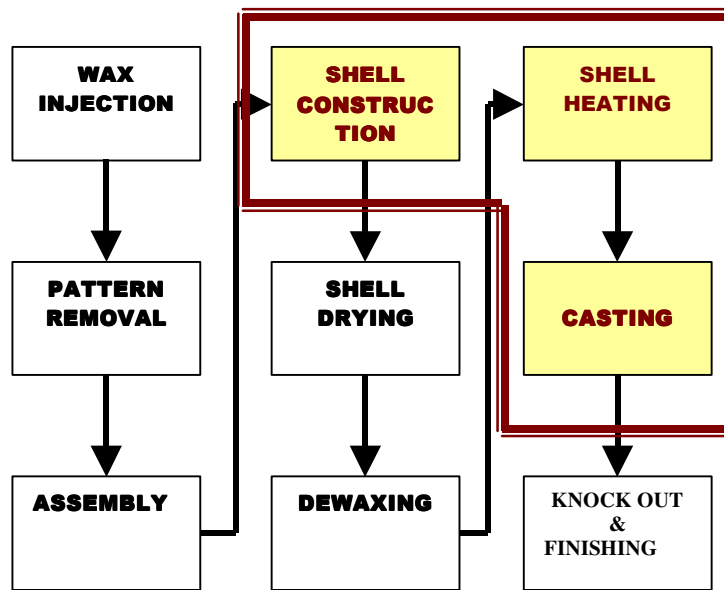 WAX
INJECTION
PATTERN
REMOVAL
ASSEMBLY
SHELL
CONSTRUC
TION
SHELL
DRYING
DEWAXING
SHELL
HEATING
CASTING
KNOCK OUT
&
FINISHING